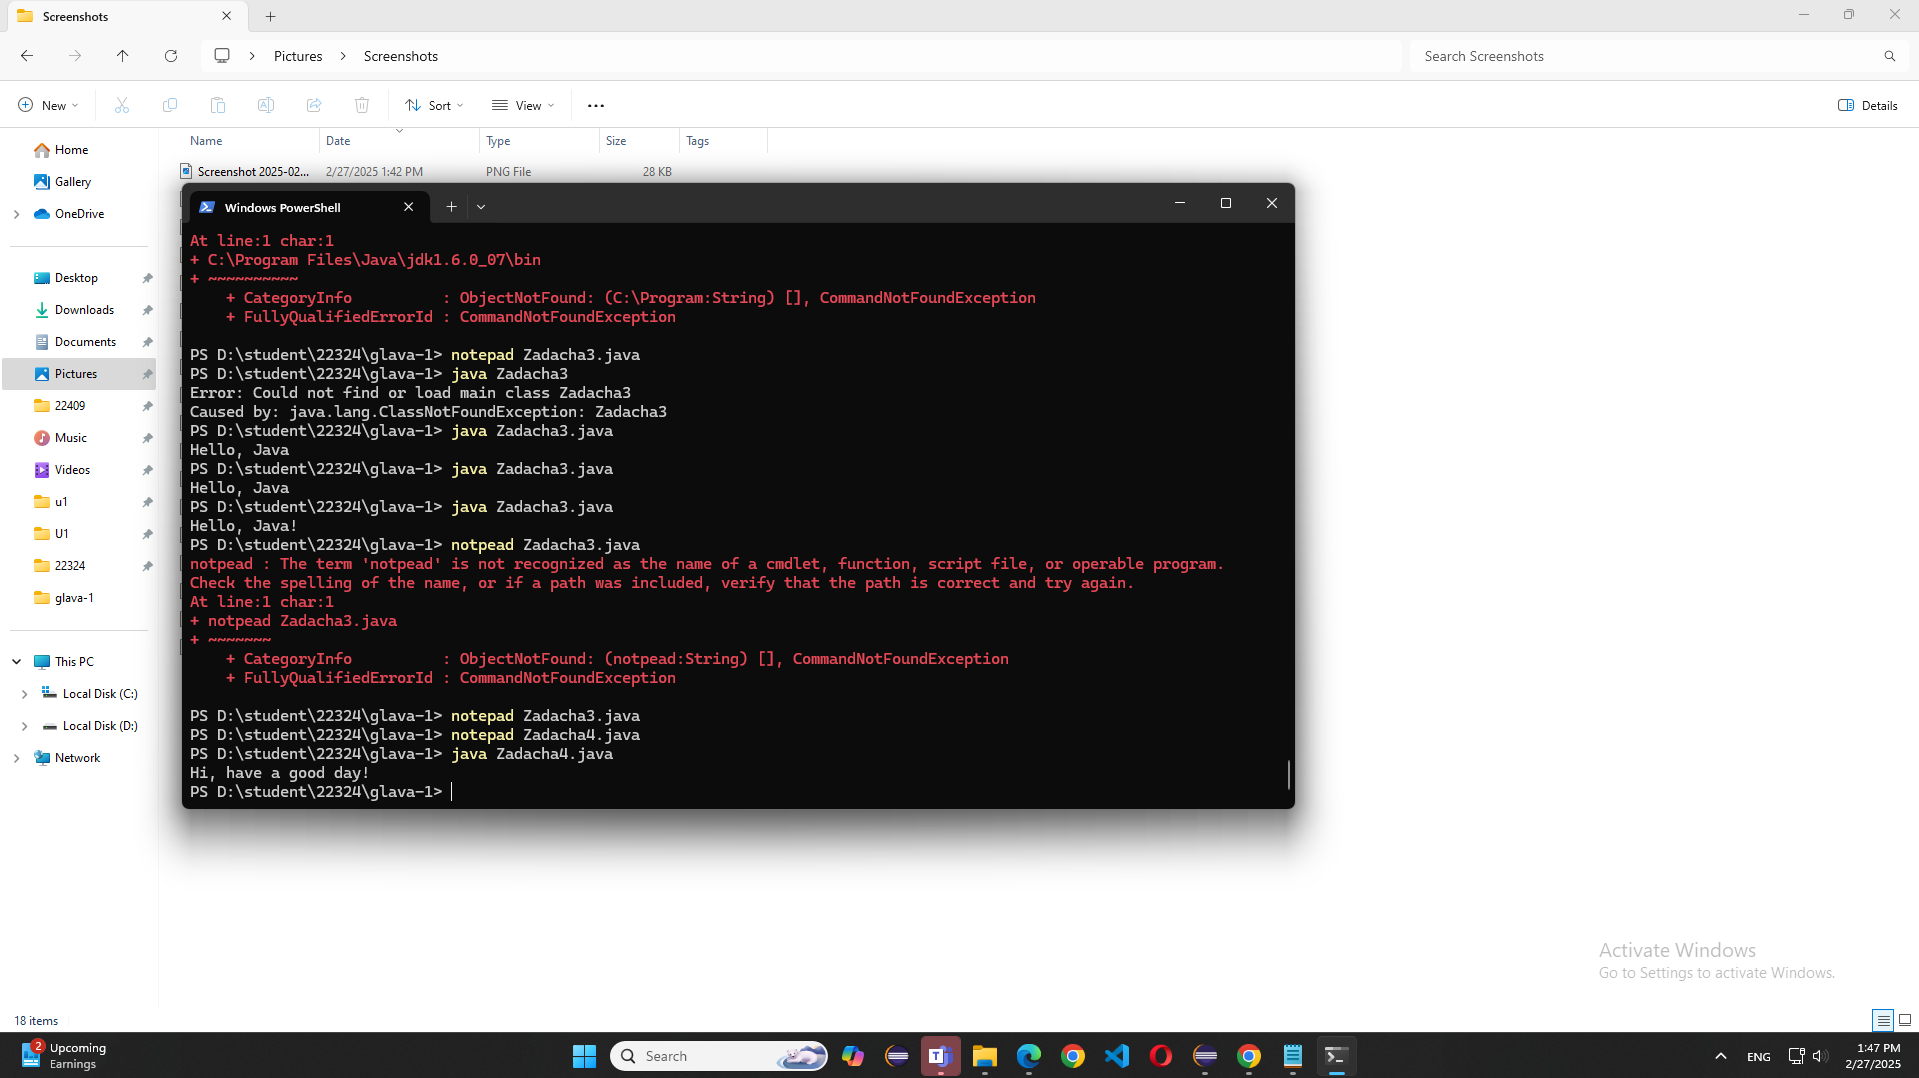 Screenshots
Pictures
Screenshots
Search Screenshots
New
Sort
View
Details
Name
Date
Type
Size
Tags
Screenshot 2025-02...
2/27/2025 1:42 PM
PNG File
28 KB
Home
Gallery
OneDrive
Desktop
Downloads
Documents
Pictures
22409
Music
Videos
u1
U1
22324
glava-1
This PC
Local Disk (C:)
Local Disk (D:)
Network
Windows PowerShell
At line:1 char:1
+ C:\Program Files\Java\jdk1.6.0_07\bin
+ ~~~~~~~~~~
+ CategoryInfo          : ObjectNotFound: (C:\Program:String) [], CommandNotFoundException
+ FullyQualifiedErrorId : CommandNotFoundException
PS D:\student\22324\glava-1> notepad Zadacha3.java
PS D:\student\22324\glava-1> java Zadacha3
Error: Could not find or load main class Zadacha3
Caused by: java.lang.ClassNotFoundException: Zadacha3
PS D:\student\22324\glava-1> java Zadacha3.java
Hello, Java
PS D:\student\22324\glava-1> java Zadacha3.java
Hello, Java
PS D:\student\22324\glava-1> java Zadacha3.java
Hello, Java!
PS D:\student\22324\glava-1> notpead Zadacha3.java
notpead : The term 'notpead' is not recognized as the name of a cmdlet, function, script file, or operable program.
Check the spelling of the name, or if a path was included, verify that the path is correct and try again.
At line:1 char:1
+ notpead Zadacha3.java
+ ~~~~~~~
+ CategoryInfo          : ObjectNotFound: (notpead:String) [], CommandNotFoundException
+ FullyQualifiedErrorId : CommandNotFoundException
PS D:\student\22324\glava-1> notepad Zadacha3.java
PS D:\student\22324\glava-1> notepad Zadacha4.java
PS D:\student\22324\glava-1> java Zadacha4.java
Hi, have a good day!
PS D:\student\22324\glava-1>
Activate Windows
Go to Settings to activate Windows.
18 items
2
Upcoming
Earnings
Search
ENG
1:47 PM
2/27/2025